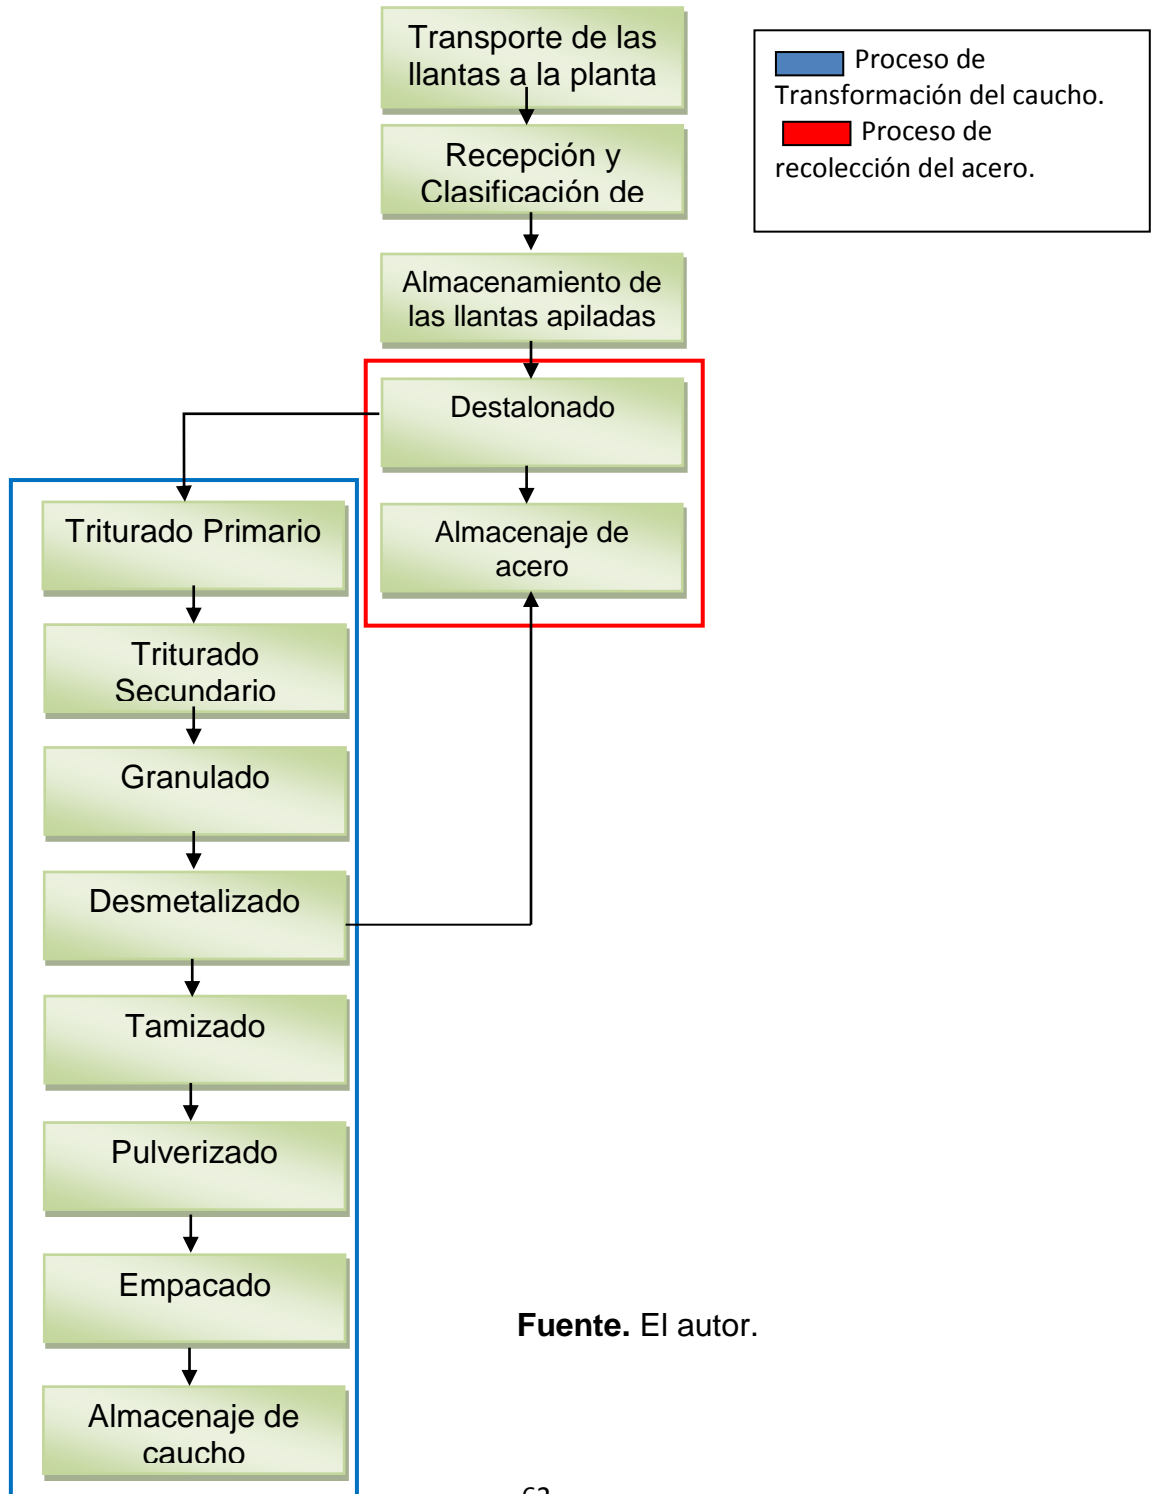 Transporte de las
llantas a la planta
Proceso de
Transformación del caucho.
Proceso de
recolección del acero.
Recepción y
Clasificación de
Almacenamiento de
las llantas apiladas
Destalonado
Almacenaje de
acero
Triturado Primario
Triturado
Secundario
Granulado
Desmetalizado
Tamizado
Pulverizado
Empacado
Almacenaje de
caucho
Fuente. El autor.